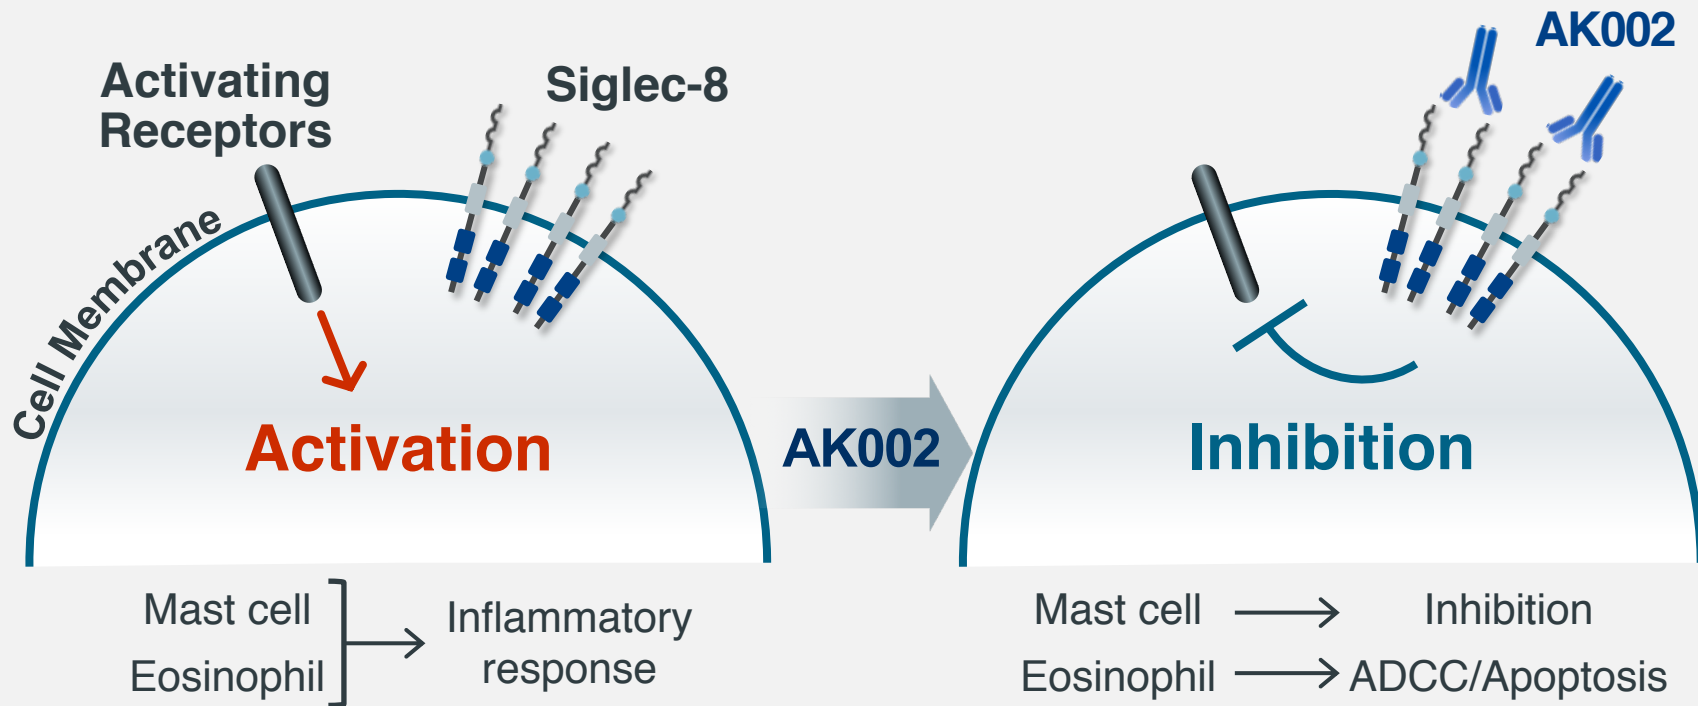 Activating
Receptors
Siglec-8
Cell Membrane
Activation
Mast cell
Eosinophil
Inflammatory
response
AK002
AK002
Inhibition
Mast cell
Inhibition
Eosinophil
ADCC/Apoptosis